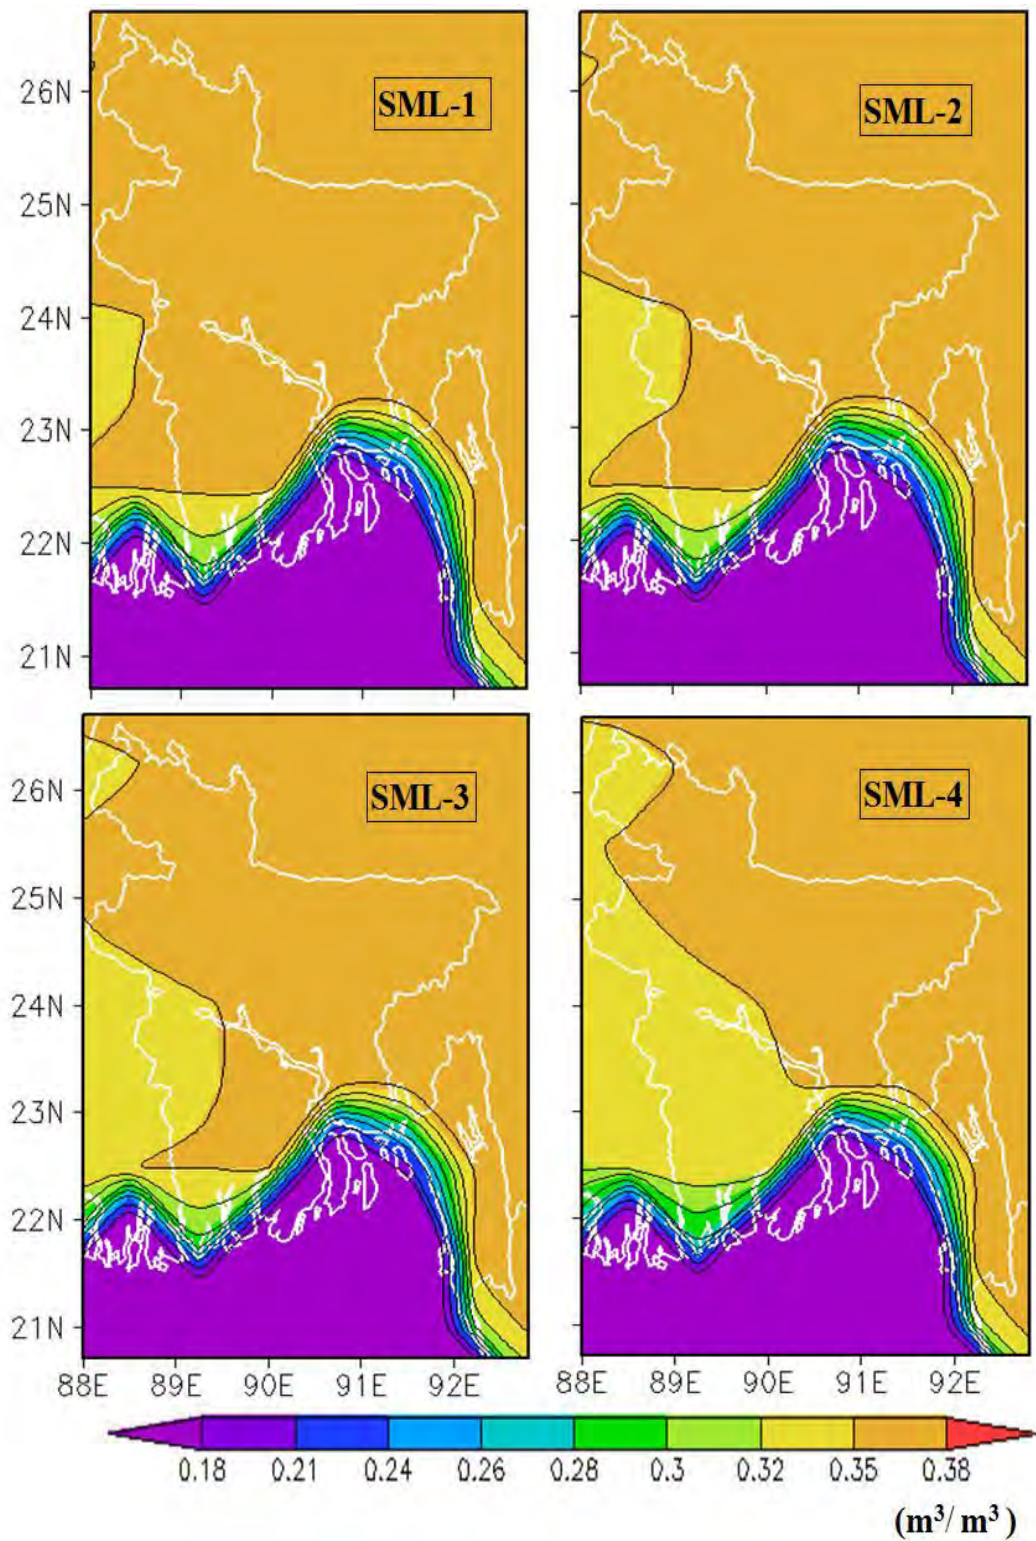 26N
SML-1
SML-2
25N
24N
23N
22N
21N
26N
SML-3
SML-4
25N
24N
23N
22N
21N
88E 89E 90E 91E 92E 88E 89E 90E 91E 92E
0.18 0.21 0.24 0.26 0.28 0.3 0.32 0.35 0.38
(m³/ m³ )